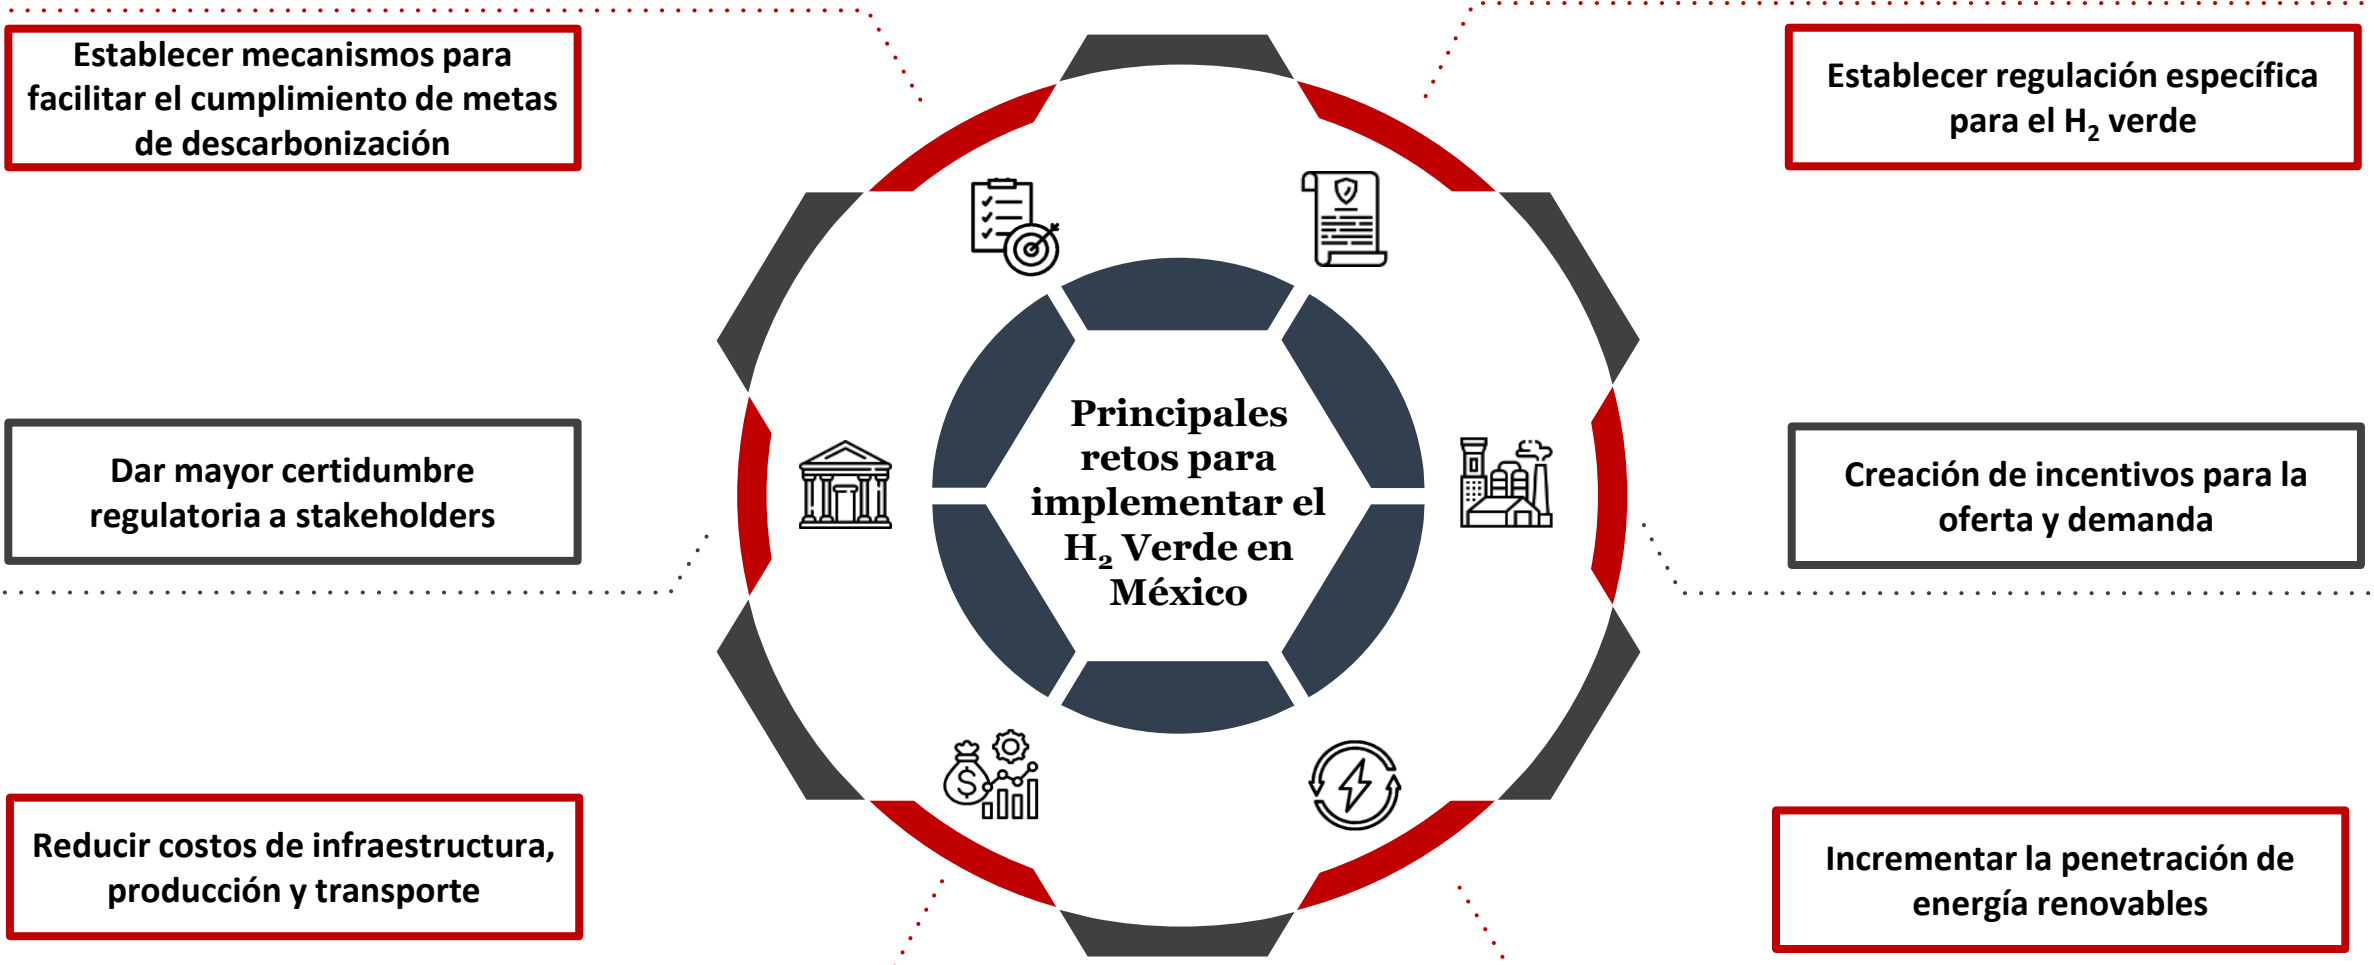 Establecer mecanismos para
facilitar el cumplimiento de metas
de descarbonización
Establecer regulación específica
para el H₂ verde
Dar mayor certidumbre
regulatoria a stakeholders
Principales
retos para
implementar el
H₂ Verde en
México
Creación de incentivos para la
oferta y demanda
Reducir costos de infraestructura,
producción y transporte
Incrementar la penetración de
energía renovables